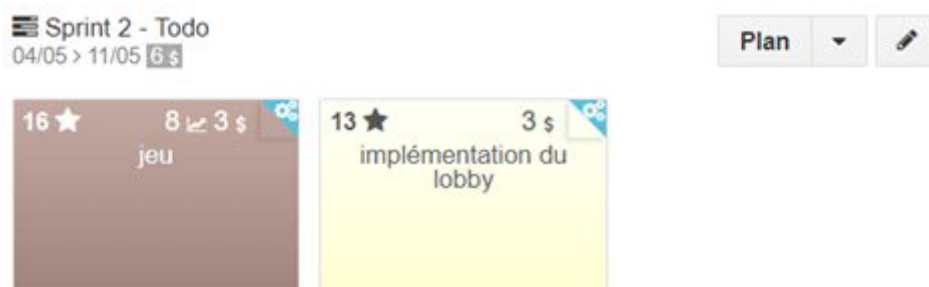 Sprint 2 - Todo
04/05 > 11/05 6 $
Plan
16 8 3 $
jeu
13 3 $
implémentation du
lobby